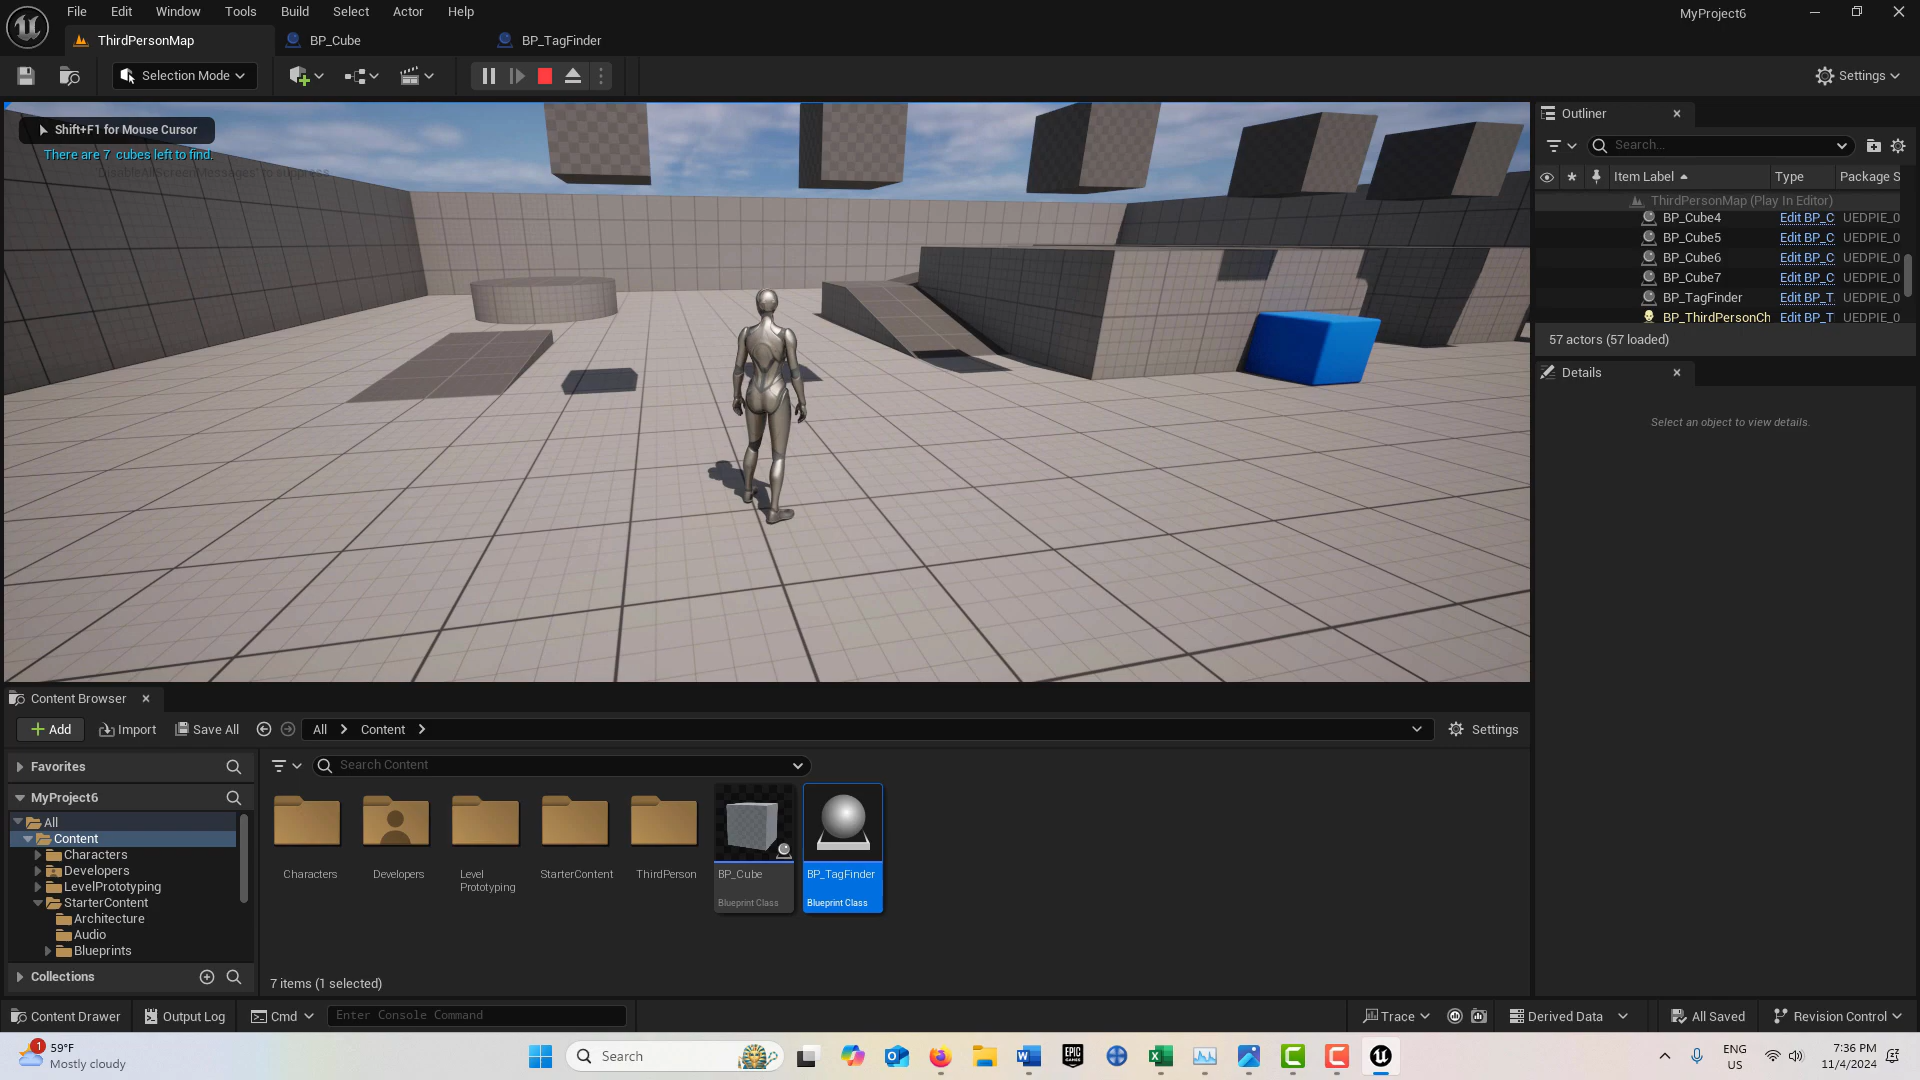 File Edit Window Tools Build Select Actor Help
MyProject6
ThirdPersonMap
BP_Cube
BP_TagFinder
Selection Mode
Settings
Shift+F1 for Mouse Cursor
There are 7 cubes left to find.
'DisableAllScreenMessages' to suppress
Outliner
Search...
Item Label Type Package S
ThirdPersonMap (Play In Editor)
BP_Cube4 Edit BP_C UEDPIE_0
BP_Cube5 Edit BP_C UEDPIE_0
BP_Cube6 Edit BP_C UEDPIE_0
BP_Cube7 Edit BP_C UEDPIE_0
BP_TagFinder Edit BP_T UEDPIE_0
BP_ThirdPersonCh Edit BP_T UEDPIE_0
57 actors (57 loaded)
Details
Select an object to view details.
Content Browser
Add Import Save All All Content Settings
Favorites
Search Content
MyProject6
All
Content
Characters
Developers
LevelPrototyping
StarterContent
Architecture
Audio
Blueprints
Collections
Characters
Developers
Level
Prototyping
StarterContent
ThirdPerson
BP_Cube
Blueprint Class
BP_TagFinder
Blueprint Class
7 items (1 selected)
Content Drawer Output Log Cmd Enter Console Command Trace Derived Data All Saved Revision Control
1
59°F
Mostly cloudy
Search
EPIC
GAMES
ENG
US
7:36 PM
11/4/2024